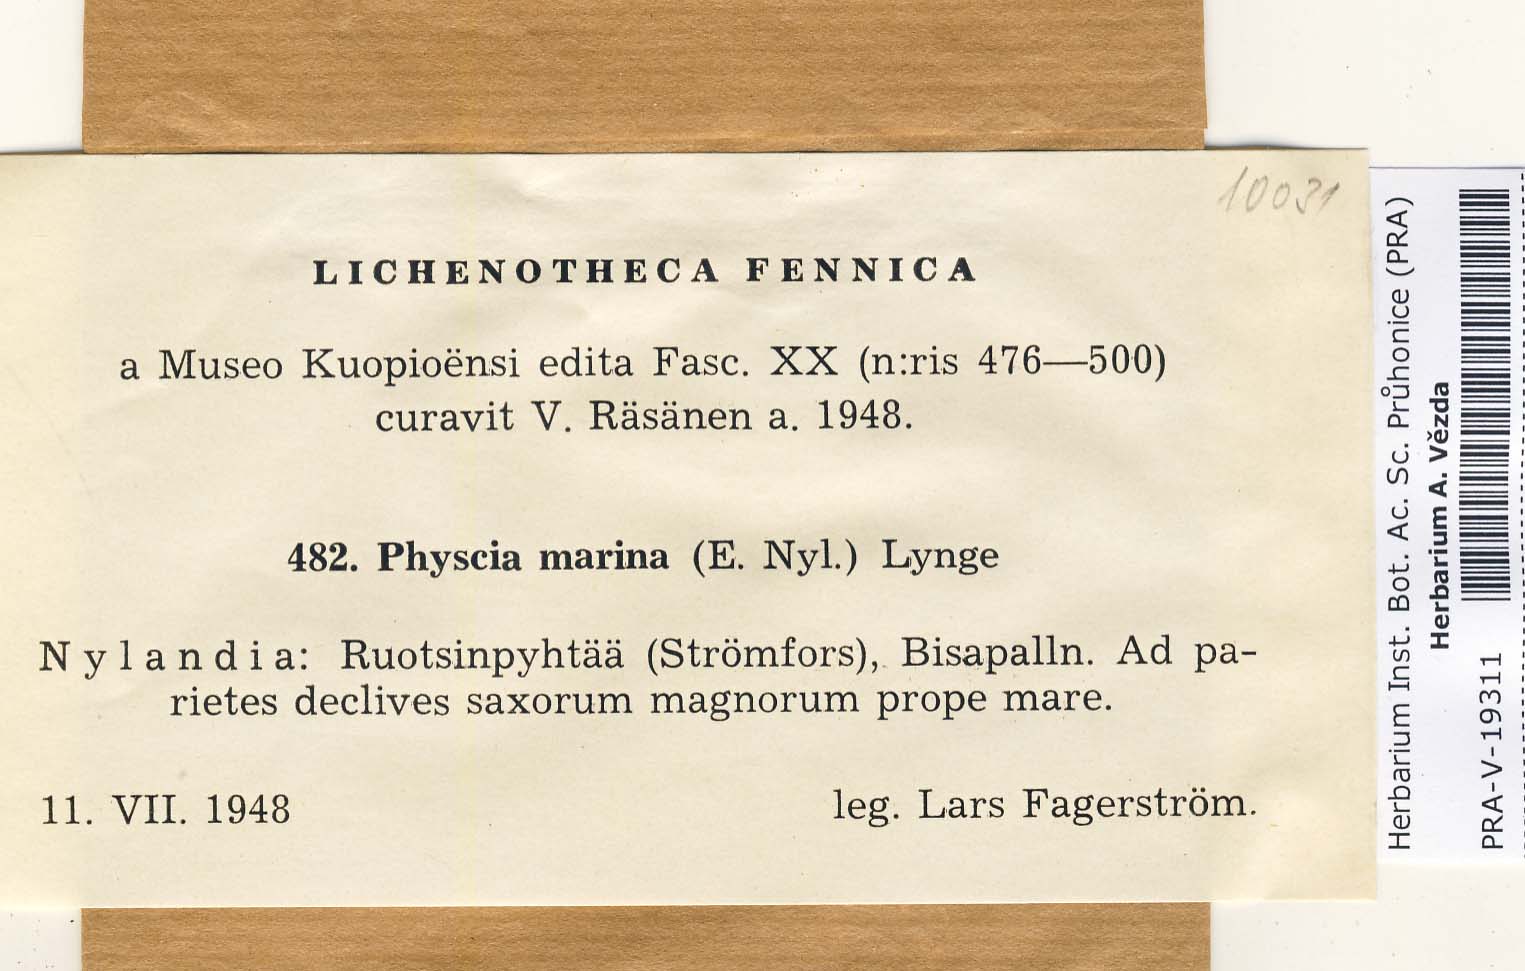 10031
LICHENOTHECA FENNICA
a Museo Kuopioënsi edita Fasc. XX (n:ris 476—500)
curavit V. Räsänen a. 1948.
482. Physcia marina (E. Nyl.) Lynge
Nylandia: Ruotsinpyhtää (Strömfors), Bisapalln. Ad pa-
rietes declives saxorum magnorum prope mare.
11. VII. 1948
leg. Lars Fagerström.
Herbarium Inst. Bot. Ac. Sc. Průhonice (PRA)
Herbarium A. Vězda
PRA-V-19311